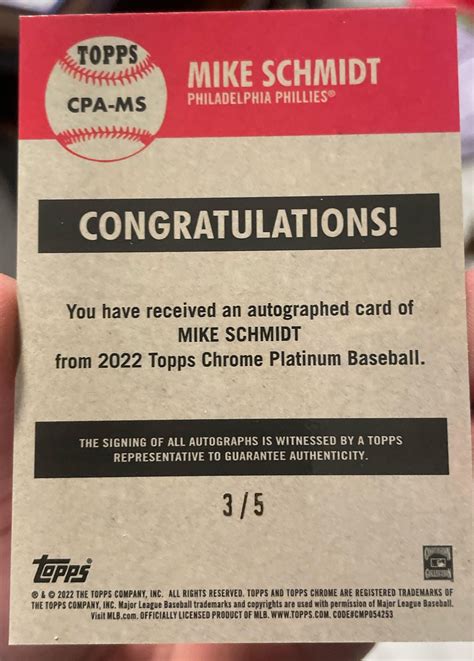 TOPPS
CPA-MS
MIKE SCHMIDT
PHILADELPHIA PHILLIES®
CONGRATULATIONS!
You have received an autographed card of
MIKE SCHMIDT
from 2022 Topps Chrome Platinum Baseball.
THE SIGNING OF ALL AUTOGRAPHS IS WITNESSED BY A TOPPS
REPRESENTATIVE TO GUARANTEE AUTHENTICITY.
3/5
topps
® & © 2022 THE TOPPS COMPANY, INC. ALL RIGHTS RESERVED. TOPPS AND TOPPS CHROME ARE REGISTERED TRADEMARKS OF
THE TOPPS COMPANY, INC. Major League Baseball trademarks and copyrights are used with permission of Major League Baseball.
Visit MLB.com. OFFICIALLY LICENSED PRODUCT OF MLB. WWW.TOPPS.COM. CODE#CMP054253